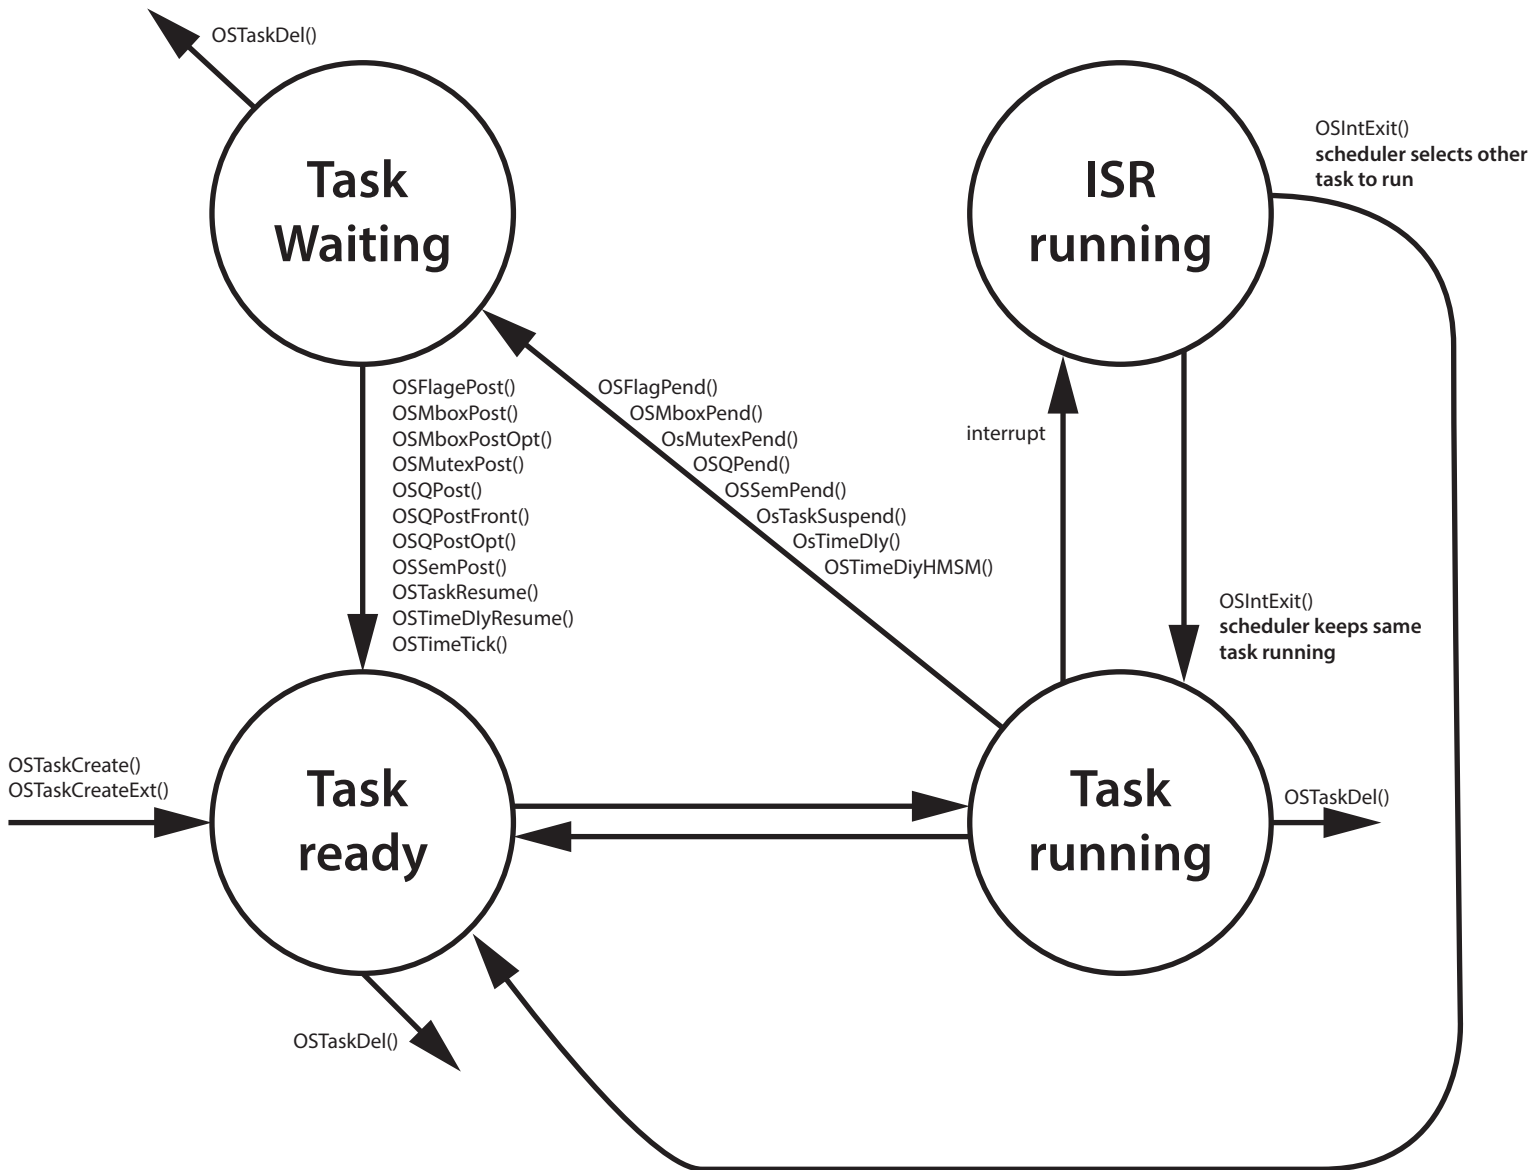 OSTaskDel()
Task
Waiting
ISR
running
OSIntExit()
scheduler selects other
task to run
OSFlagePost()
OSMboxPost()
OSMboxPostOpt()
OSMutexPost()
OSQPost()
OSQPostFront()
OSQPostOpt()
OSSemPost()
OSTaskResume()
OSTimeDlyResume()
OSTimeTick()
OSFlagPend()
OSMboxPend()
OsMutexPend()
OSQPend()
OSSemPend()
OsTaskSuspend()
OsTimeDly()
OSTimeDiyHMSM()
interrupt
OSIntExit()
scheduler keeps same
task running
OSTaskCreate()
OSTaskCreateExt()
Task
ready
Task
running
OSTaskDel()
OSTaskDel()